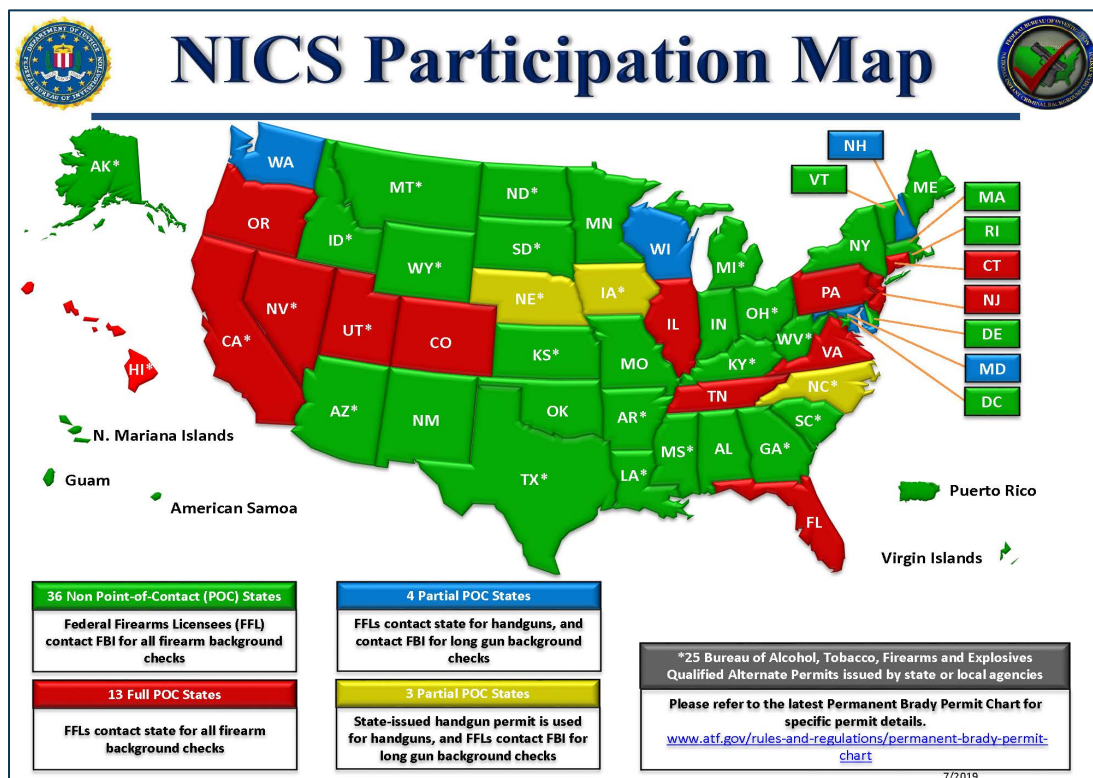 NICS Participation Map
AK*
WA
OR
CA*
NV*
ID*
MT*
WY*
UT*
CO
AZ*
NM
ND*
SD*
NE*
KS*
OK
TX*
MN
IA*
MO
AR*
LA*
WI
IL
MI*
IN
OH*
KY*
TN
MS*
AL
GA*
FL
SC*
NC*
VA
WV*
PA
NY
ME
NH
VT
MA
RI
CT
NJ
DE
MD
DC
HI*
N. Mariana Islands
Guam
American Samoa
Puerto Rico
Virgin Islands
36 Non Point-of-Contact (POC) States
Federal Firearms Licensees (FFL)
contact FBI for all firearm background
checks
4 Partial POC States
FFLs contact state for handguns, and
contact FBI for long gun background
checks
13 Full POC States
FFLs contact state for all firearm
background checks
3 Partial POC States
State-issued handgun permit is used
for handguns, and FFLs contact FBI for
long gun background checks
*25 Bureau of Alcohol, Tobacco, Firearms and Explosives
Qualified Alternate Permits issued by state or local agencies
Please refer to the latest Permanent Brady Permit Chart for
specific permit details.
www.atf.gov/rules-and-regulations/permanent-brady-permit-
chart
7/2019